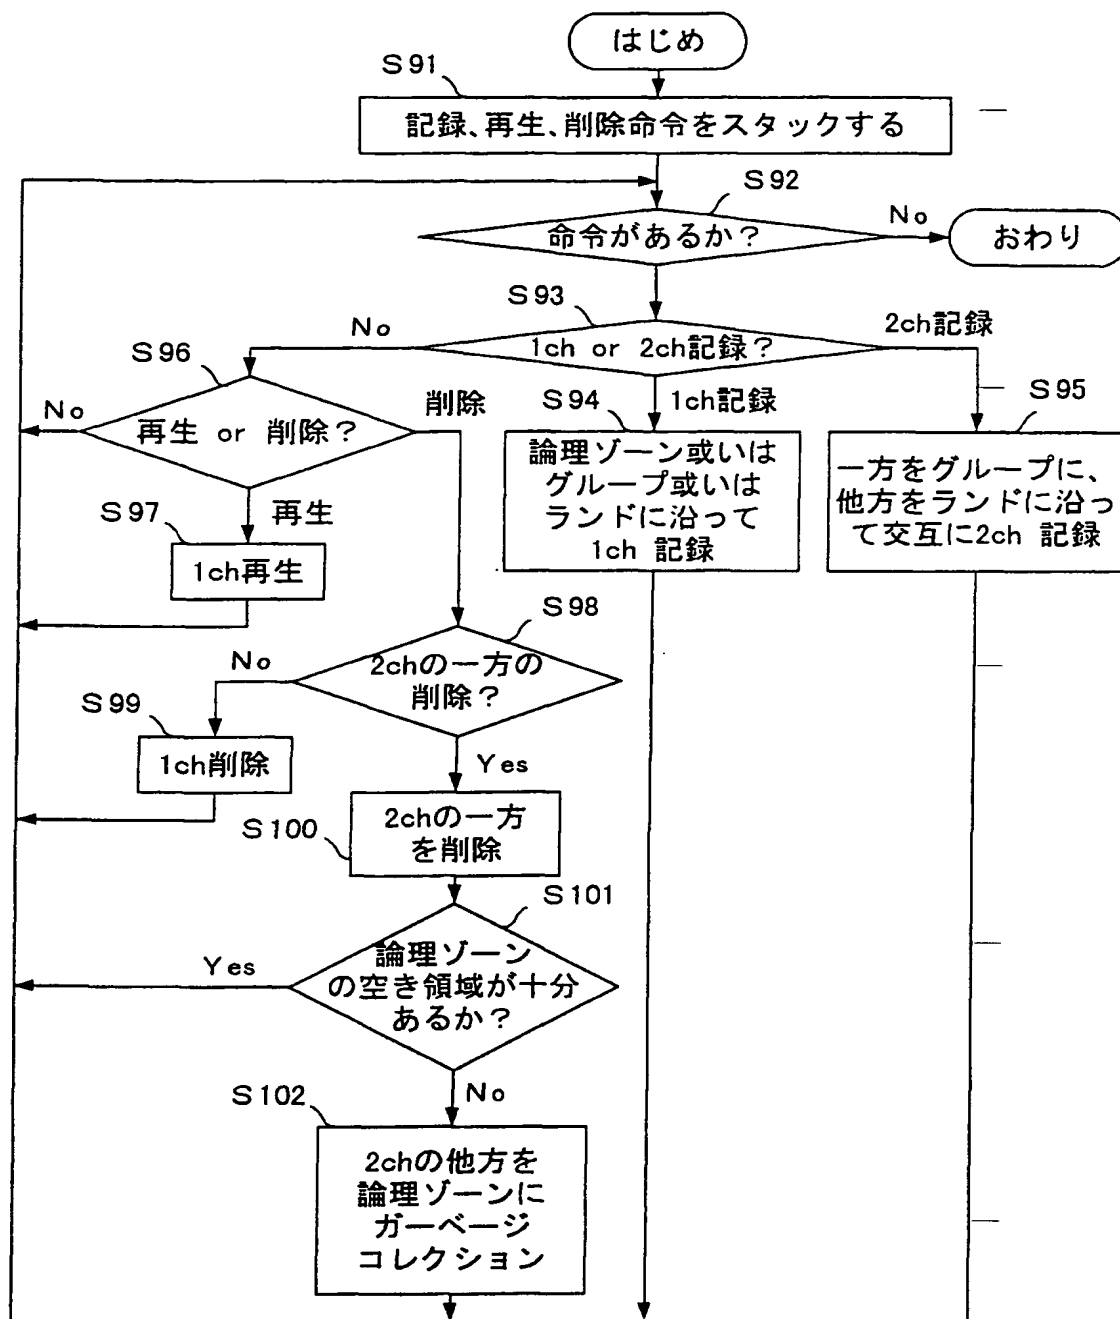 はじめ
S91
記録、再生、削除命令をスタックする
S92
命令があるか？
No
おわり
S93
1ch or 2ch記録？
No
2ch記録
1ch記録
S94
論理ゾーン或いは
グループ或いは
ランドに沿って
1ch 記録
S95
一方をグループに、
他方をランドに沿っ
て交互に2ch 記録
S96
再生 or 削除？
No
削除
再生
S97
1ch再生
S98
2chの一方の
削除？
No
S99
1ch削除
Yes
S100
2chの一方
を削除
S101
論理ゾーン
の空き領域が十分
あるか？
Yes
No
S102
2chの他方を
論理ゾーンに
ガーベージ
コレクション